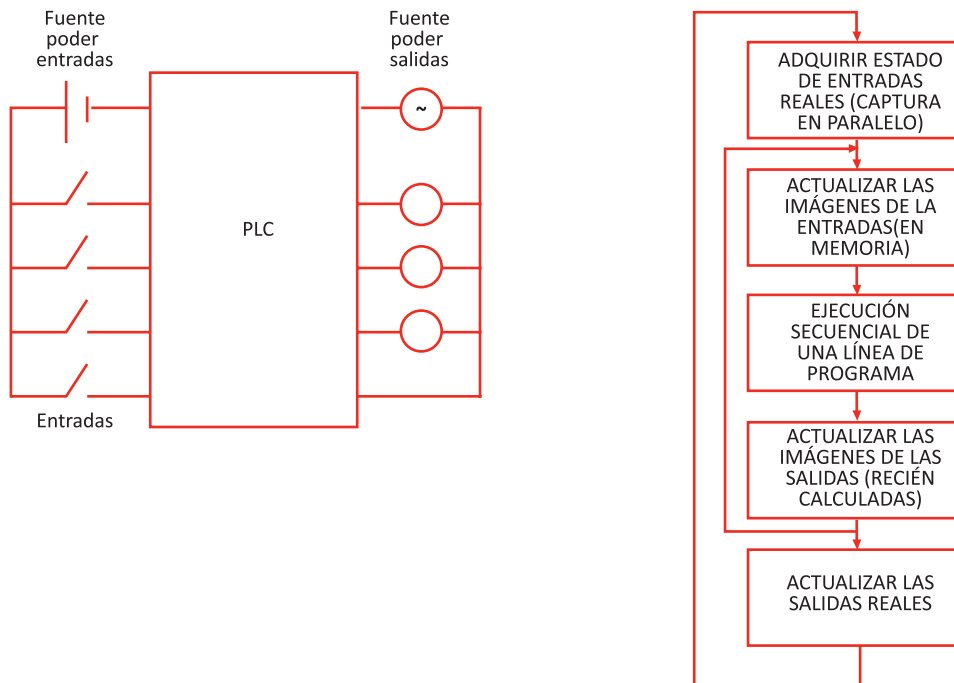 Fuente
poder
entradas
Fuente
poder
salidas
~
PLC
Entradas
ADQUIRIR ESTADO
DE ENTRADAS
REALES (CAPTURA
EN PARALELO)
ACTUALIZAR LAS
IMÁGENES DE LA
ENTRADAS(EN
MEMORIA)
EJECUCIÓN
SECUENCIAL DE
UNA LÍNEA DE
PROGRAMA
ACTUALIZAR LAS
IMÁGENES DE LAS
SALIDAS (RECIÉN
CALCULADAS)
ACTUALIZAR LAS
SALIDAS REALES